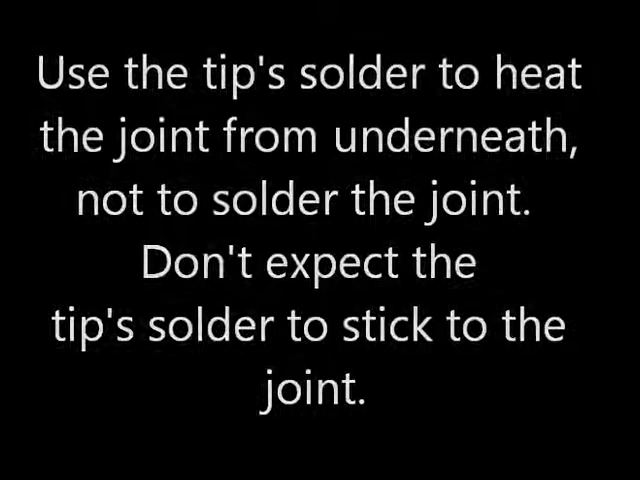 Use the tip's solder to heat
the joint from underneath,
not to solder the joint.
Don't expect the
tip's solder to stick to the
joint.